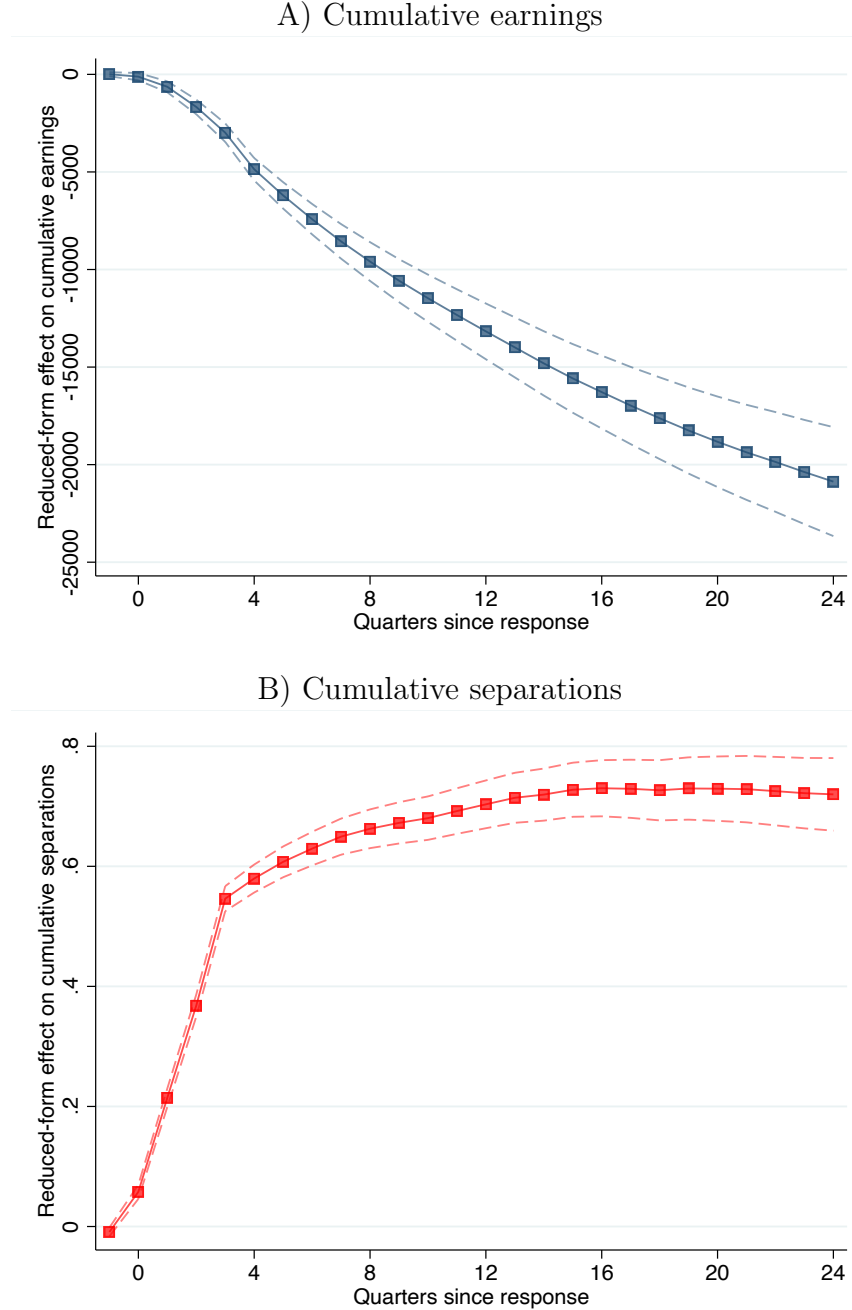 A) Cumulative earnings
Reduced-form effect on cumulative earnings
0
-5000
-10000
-15000
-20000
-25000
0 4 8 12 16 20 24
Quarters since response
B) Cumulative separations
Reduced-form effect on cumulative separations
.8
.6
.4
.2
0
0 4 8 12 16 20 24
Quarters since response